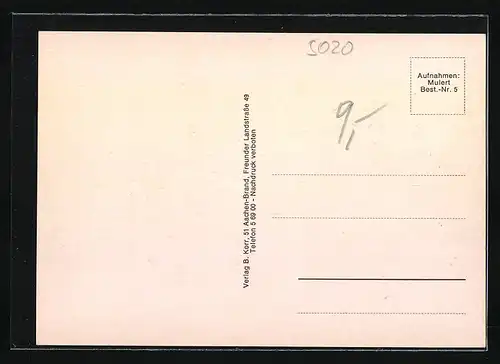 5020
Aufnahmen:
Mulert
Best.-Nr. 5
9,-
Verlag B. Korr, 51 Aachen-Brand, Freunder Landstraße 49
Telefon 5 69 00 - Nachdruck verboten